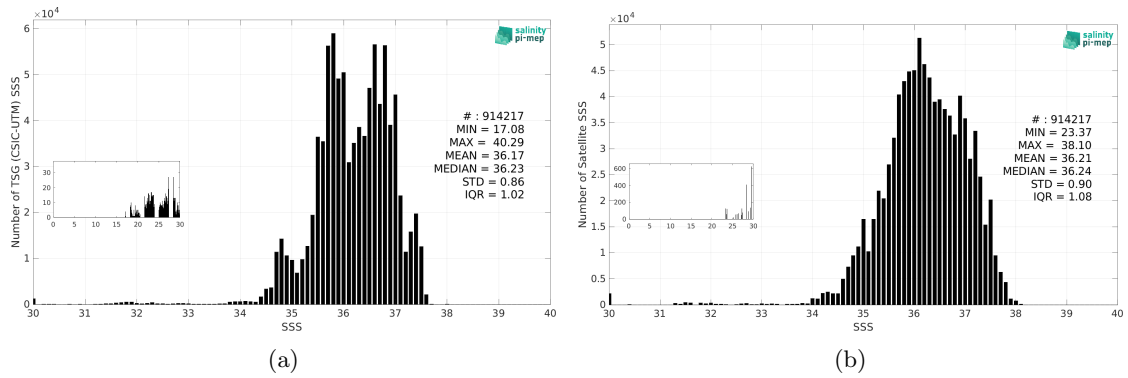 ×10⁴
6
5
4
3
2
1
0
Number of TSG (CSIC-UTM) SSS
salinity
pi-mep
# : 914217
MIN = 17.08
MAX = 40.29
MEAN = 36.17
MEDIAN = 36.23
STD = 0.86
IQR = 1.02
30
20
10
0
0 5 10 15 20 25 30
30 31 32 33 34 35 36 37 38 39 40
SSS
(a)
×10⁴
5
4.5
4
3.5
3
2.5
2
1.5
1
0.5
0
Number of Satellite SSS
salinity
pi-mep
# : 914217
MIN = 23.37
MAX = 38.10
MEAN = 36.21
MEDIAN = 36.24
STD = 0.90
IQR = 1.08
600
400
200
0
0 5 10 15 20 25 30
30 31 32 33 34 35 36 37 38 39 40
SSS
(b)